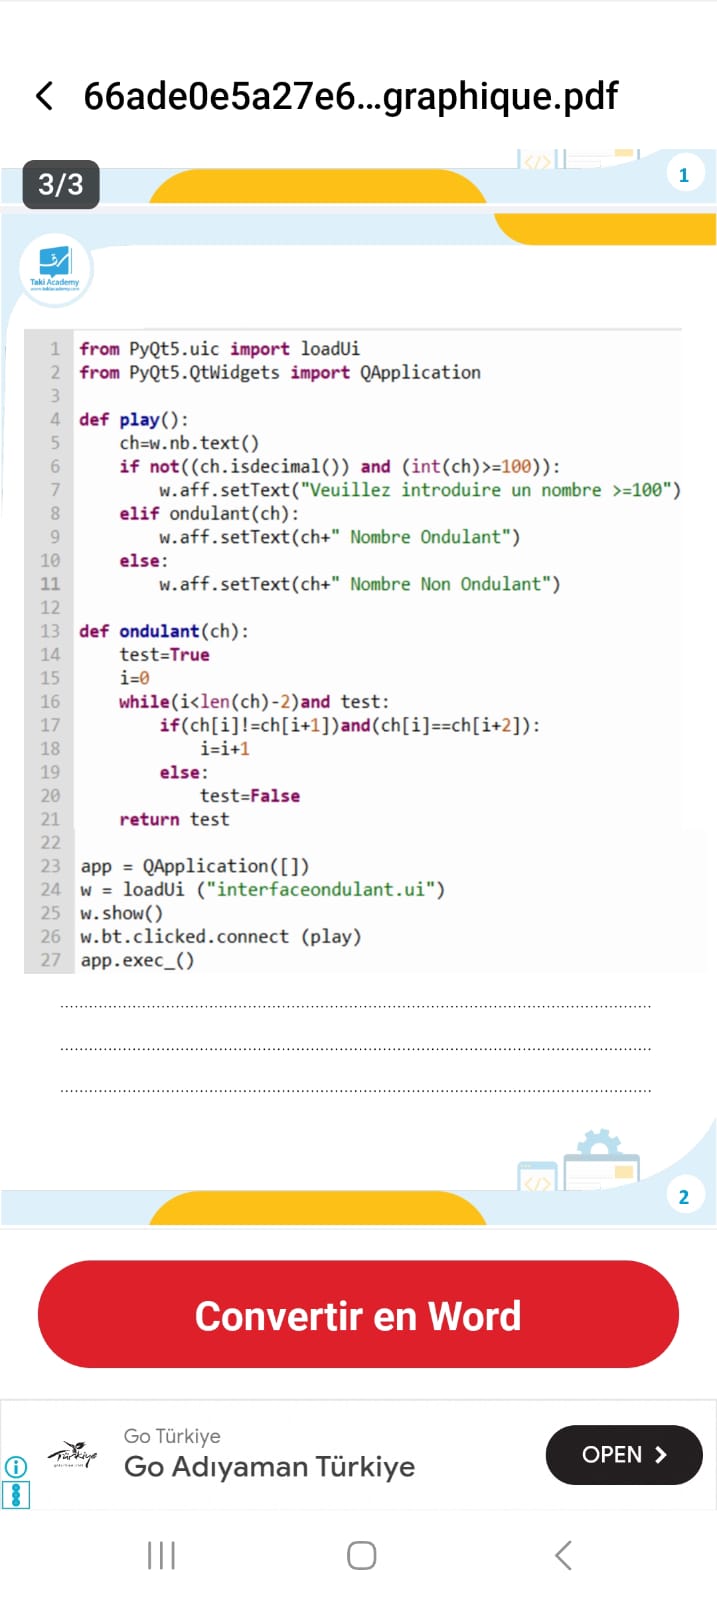 66ade0e5a27e6...graphique.pdf
3/3
</>
1
Taki Academy
www.takiacademy.com
1 from PyQt5.uic import loadUi
2 from PyQt5.QtWidgets import QApplication
3
4 def play():
5     ch=w.nb.text()
6     if not((ch.isdecimal()) and (int(ch)>=100)):
7         w.aff.setText("Veuillez introduire un nombre >=100")
8     elif ondulant(ch):
9         w.aff.setText(ch+" Nombre Ondulant")
10     else:
11         w.aff.setText(ch+" Nombre Non Ondulant")
12
13 def ondulant(ch):
14     test=True
15     i=0
16     while(i<len(ch)-2)and test:
17         if(ch[i]!=ch[i+1])and(ch[i]==ch[i+2]):
18             i=i+1
19         else:
20             test=False
21     return test
22
23 app = QApplication([])
24 w = loadUi ("interfaceondulant.ui")
25 w.show()
26 w.bt.clicked.connect (play)
27 app.exec_()
</>
2
Convertir en Word
Go Türkiye
Türkiye
Go Adıyaman Türkiye
OPEN